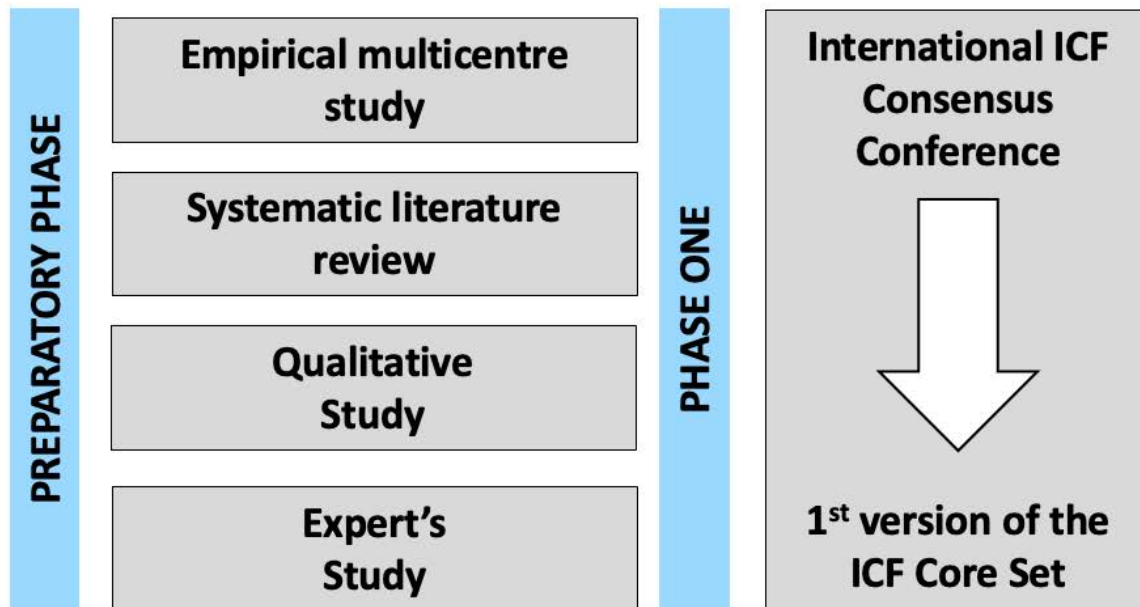 PREPARATORY PHASE
Empirical multicentre
study
Systematic literature
review
Qualitative
Study
Expert’s
Study
PHASE ONE
International ICF
Consensus
Conference
1st version of the
ICF Core Set